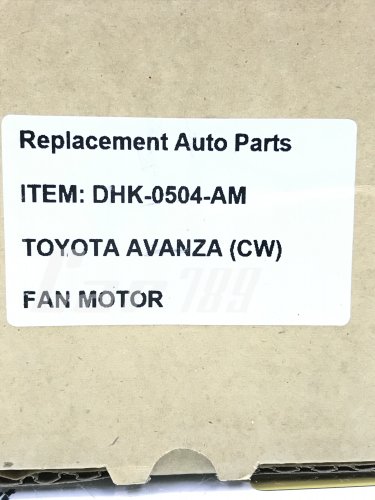 Replacement Auto Parts
ITEM: DHK-0504-AM
TOYOTA AVANZA (CW)
FAN MOTOR